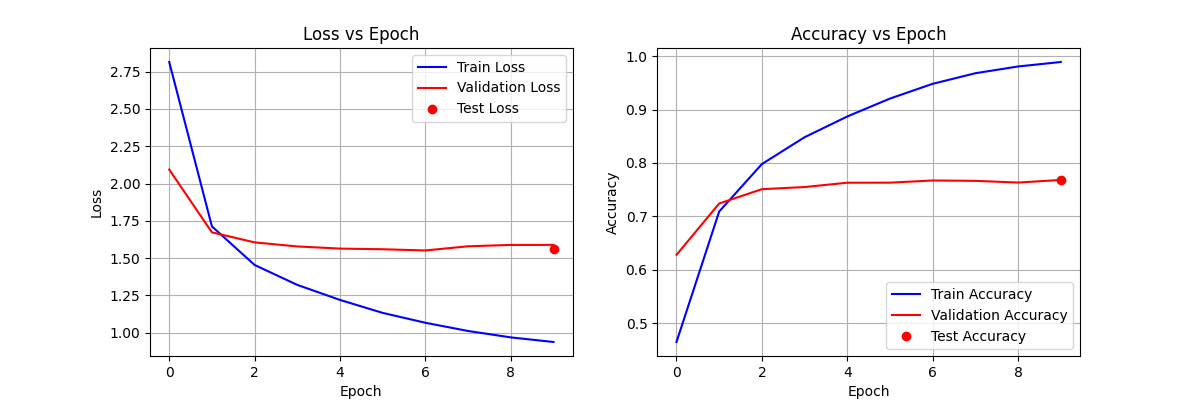 Loss vs Epoch
2.75
2.50
2.25
2.00
1.75
1.50
1.25
1.00
Loss
0
2
4
6
8
Epoch
Train Loss
Validation Loss
Test Loss
Accuracy vs Epoch
1.0
0.9
0.8
0.7
0.6
0.5
Accuracy
0
2
4
6
8
Epoch
Train Accuracy
Validation Accuracy
Test Accuracy